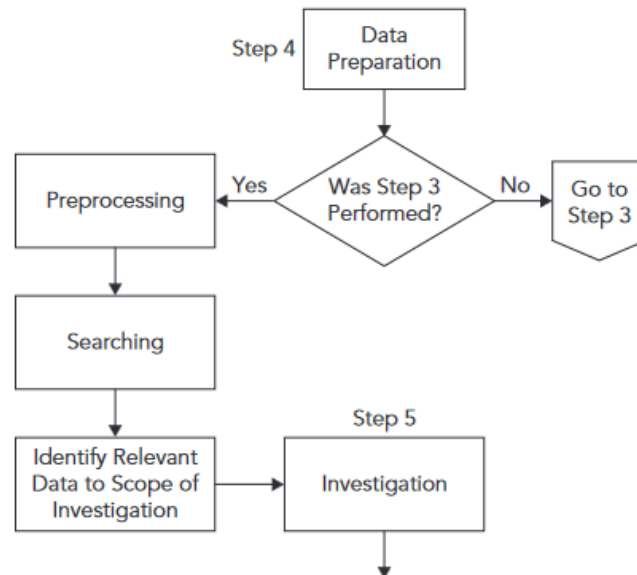 Step 4
Data
Preparation
Preprocessing
Yes
Was Step 3
Performed?
No
Go to
Step 3
Searching
Step 5
Identify Relevant
Data to Scope of
Investigation
Investigation